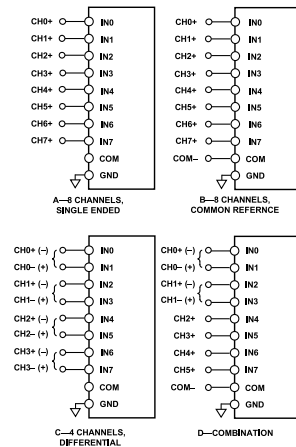 CH0+ IN0
CH1+ IN1
CH2+ IN2
CH3+ IN3
CH4+ IN4
CH5+ IN5
CH6+ IN6
CH7+ IN7
COM
GND
A—8 CHANNELS,
SINGLE ENDED
CH0+ IN0
CH1+ IN1
CH2+ IN2
CH3+ IN3
CH4+ IN4
CH5+ IN5
CH6+ IN6
CH7+ IN7
COM– COM
GND
B—8 CHANNELS,
COMMON REFERNCE
CH0+ (–) IN0
CH0– (+) IN1
CH1+ (–) IN2
CH1– (+) IN3
CH2+ (–) IN4
CH2– (+) IN5
CH3+ (–) IN6
CH3– (+) IN7
COM
GND
C—4 CHANNELS,
DIFFERENTIAL
CH0+ (–) IN0
CH0– (+) IN1
CH1+ (–) IN2
CH1– (+) IN3
CH2+ IN4
CH3+ IN5
CH4+ IN6
CH5+ IN7
COM– COM
GND
D—COMBINATION